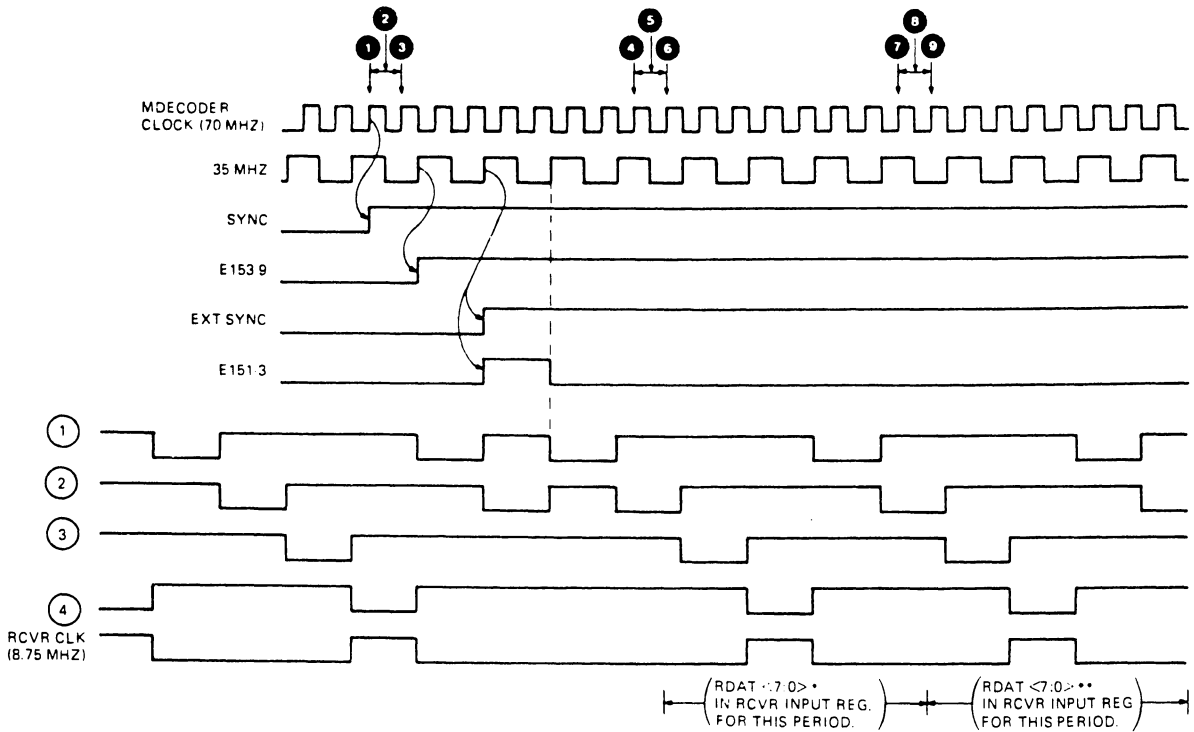 2 5 8
1 3 4 6 7 9
MDECODER
CLOCK (70 MHZ)
35 MHZ
SYNC
E153 9
EXT SYNC
E151·3
1
2
3
4
RCVR CLK
(8.75 MHZ)
(RDAT <7:0> *
IN RCVR INPUT REG.
FOR THIS PERIOD.)
(RDAT <7:0> **
IN RCVR INPUT REG
FOR THIS PERIOD.)